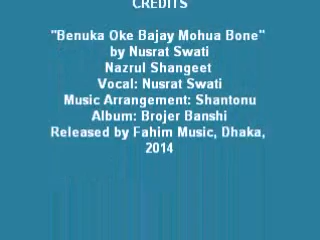 CREDITS
"Benuka Oke Bajay Mohua Bone"
by Nusrat Swati
Nazrul Shangeet
Vocal: Nusrat Swati
Music Arrangement: Shantonu
Album: Brojer Banshi
Released by Fahim Music, Dhaka,
2014